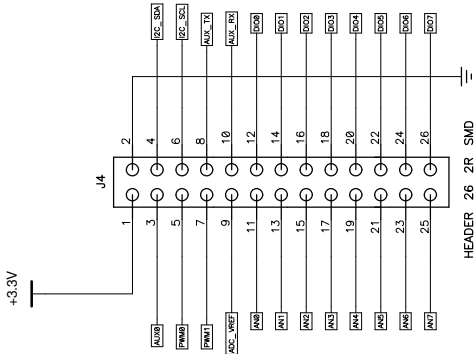 +3.3V
J4
1 2
AUX0 3 4 I2C_SDA
PWM0 5 6 I2C_SCL
PWM1 7 8 AUX_TX
ADC_VREF 9 10 AUX_RX
AN0 11 12 DIO0
AN1 13 14 DIO1
AN2 15 16 DIO2
AN3 17 18 DIO3
AN4 19 20 DIO4
AN5 21 22 DIO5
AN6 23 24 DIO6
AN7 25 26 DIO7
HEADER 26 2R SMD